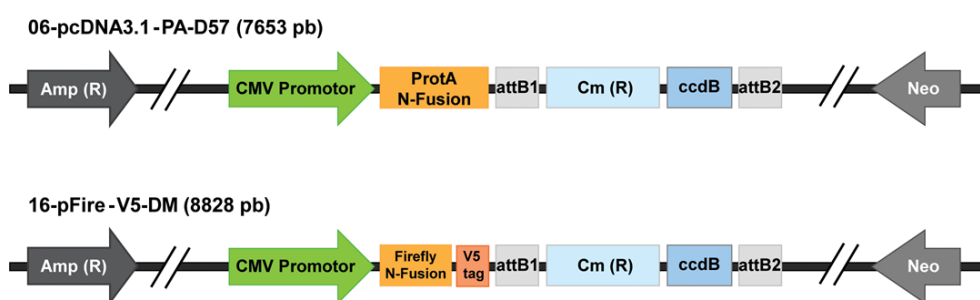 06-pcDNA3.1-PA-D57 (7653 pb)
Amp (R)
CMV Promotor
ProtA
N-Fusion
attB1
Cm (R)
ccdB
attB2
Neo
16-pFire-V5-DM (8828 pb)
Amp (R)
CMV Promotor
Firefly
N-Fusion
V5
tag
attB1
Cm (R)
ccdB
attB2
Neo